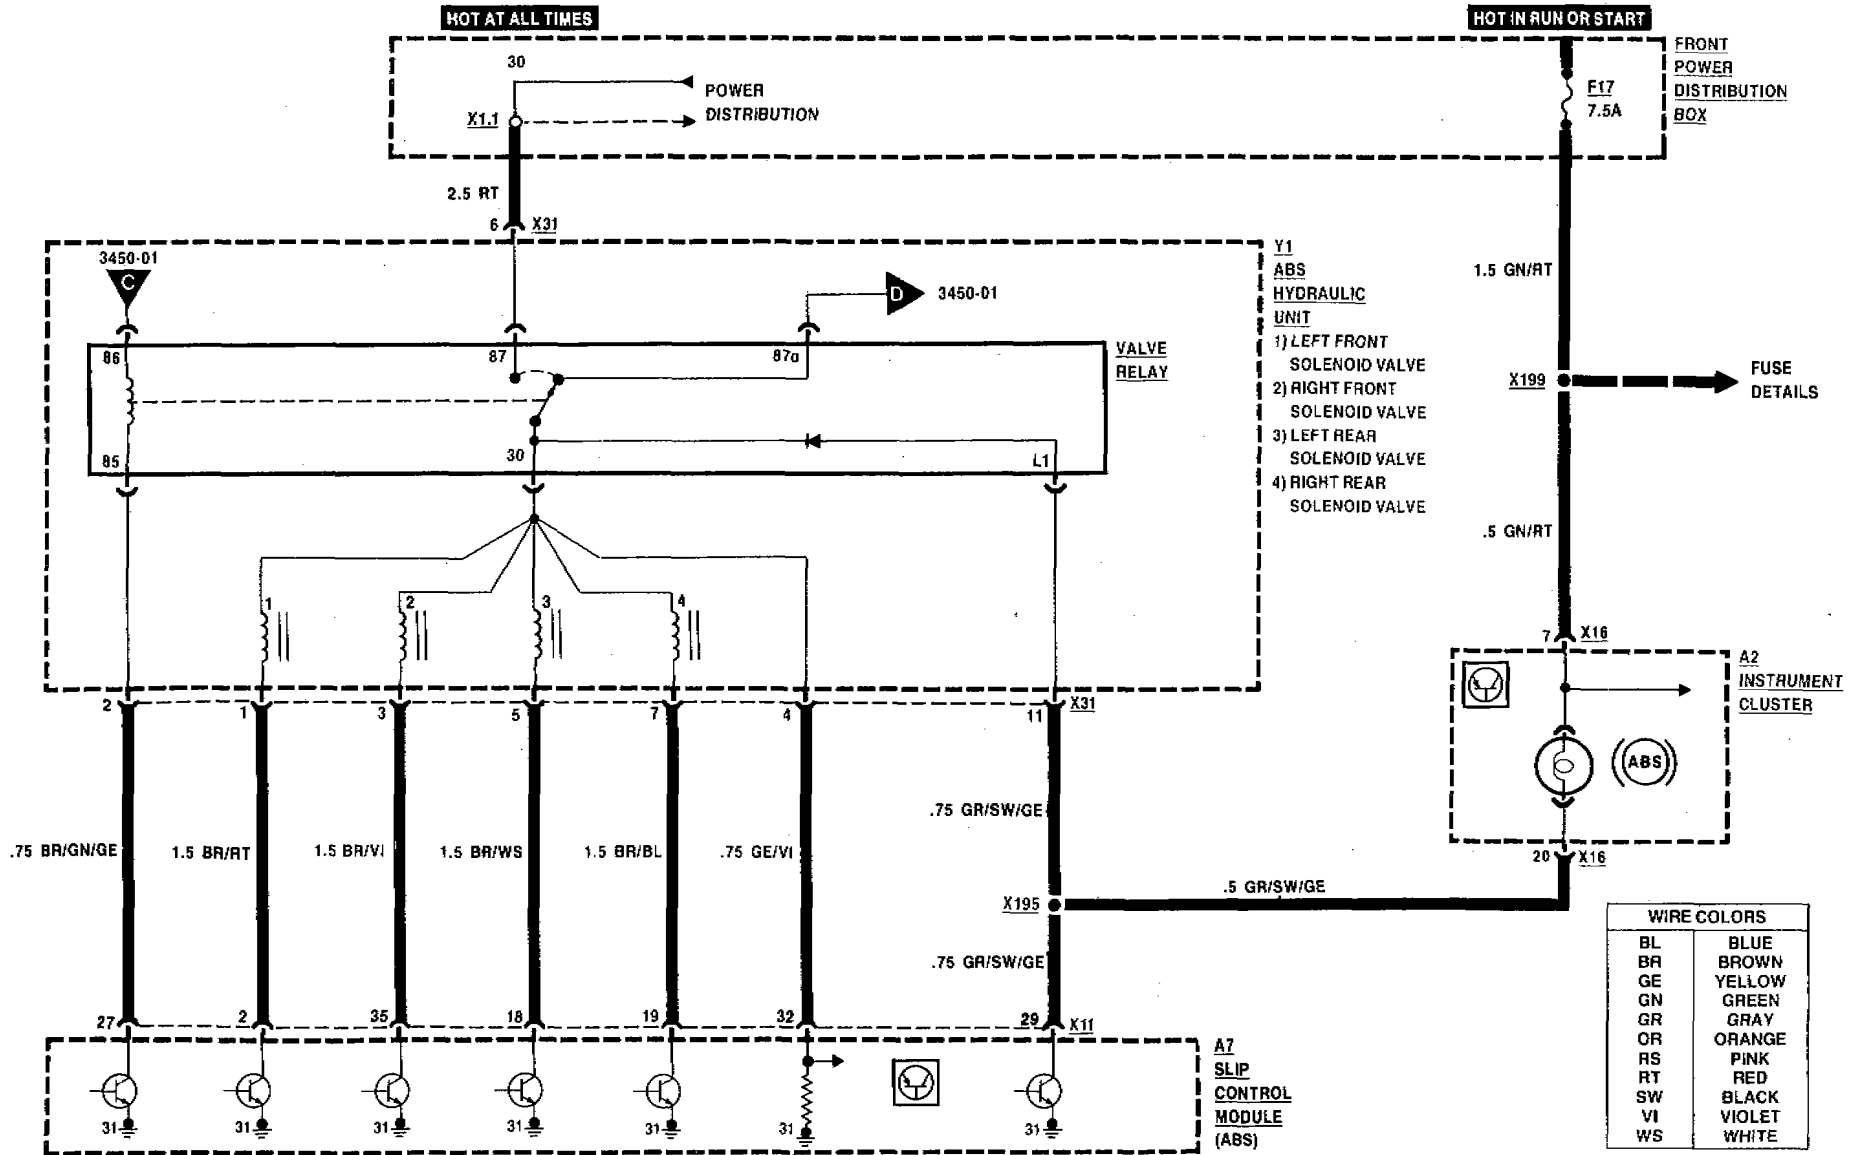 HOT AT ALL TIMES
HOT IN RUN OR START
30
POWER
DISTRIBUTION
X1.1
F17
7.5A
FRONT
POWER
DISTRIBUTION
BOX
2.5 RT
6
X31
3450-01
C
D
3450-01
86
87
87a
VALVE
RELAY
85
30
L1
Y1
ABS
HYDRAULIC
UNIT
1) LEFT FRONT
SOLENOID VALVE
2) RIGHT FRONT
SOLENOID VALVE
3) LEFT REAR
SOLENOID VALVE
4) RIGHT REAR
SOLENOID VALVE
1.5 GN/RT
X199
FUSE
DETAILS
.5 GN/RT
1
2
3
4
7
X16
A2
INSTRUMENT
CLUSTER
ABS
20
X16
2
1
3
5
7
4
11
X31
.75 BR/GN/GE
1.5 BR/RT
1.5 BR/VI
1.5 BR/WS
1.5 BR/BL
.75 GE/VI
.75 GR/SW/GE
X195
.5 GR/SW/GE
.75 GR/SW/GE
27
2
35
18
19
32
29
X11
31
31
31
31
31
31
31
A7
SLIP
CONTROL
MODULE
(ABS)
WIRE COLORS
BL BLUE
BR BROWN
GE YELLOW
GN GREEN
GR GRAY
OR ORANGE
RS PINK
RT RED
SW BLACK
VI VIOLET
WS WHITE